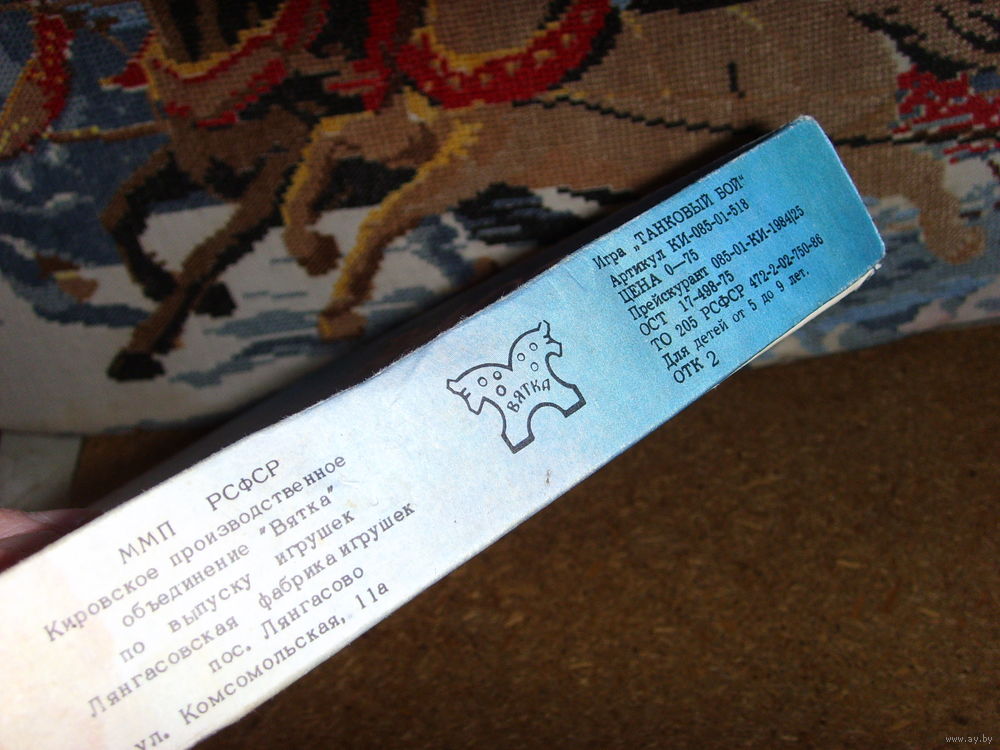 ММП РСФСР
Кировское производственное
объединение "Вятка"
по выпуску игрушек
Лянгасовская фабрика игрушек
пос. Лянгасово
ул. Комсомольская, 11а
ВЯТКА
Игра „ТАНКОВЫЙ БОЙ"
Артикул КИ-085-01-518
ЦЕНА 0—75
Прейскурант 085-01-КИ-1984|25
ОСТ 17-498-75
ТО 205 РСФСР 472-2-02-750-86
Для детей от 5 до 9 лет.
ОТК 2
www.ay.by